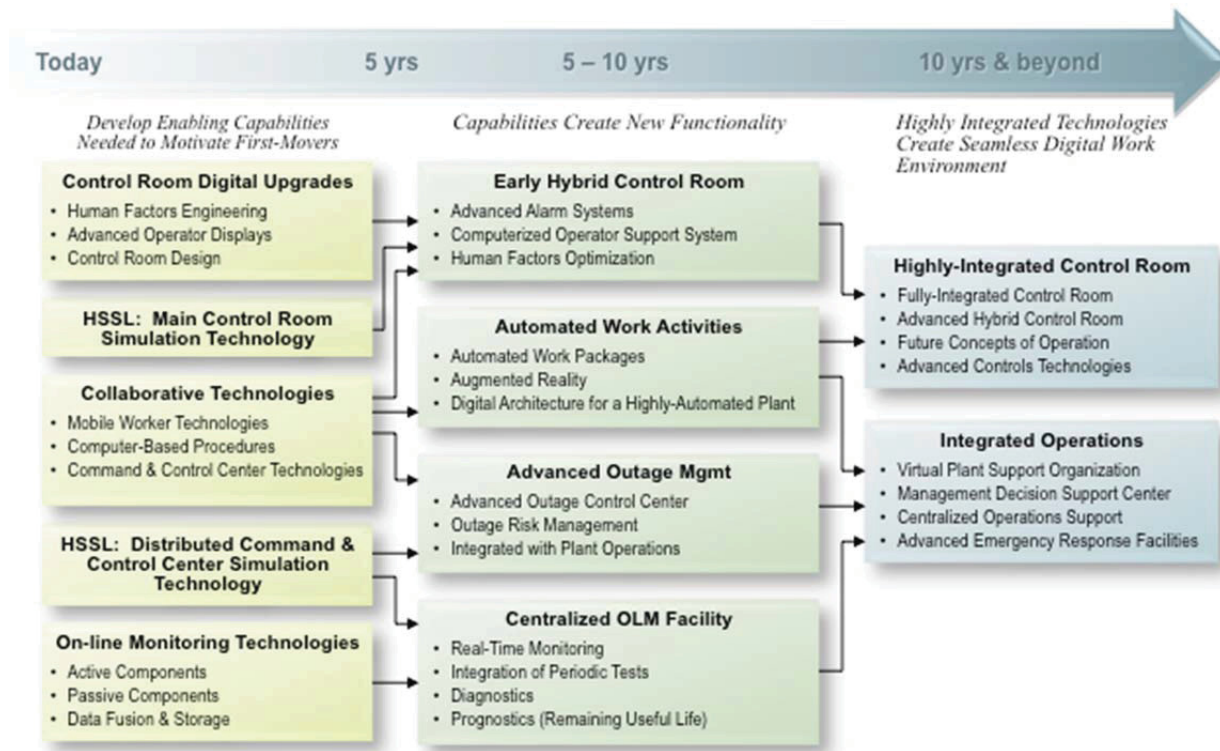 Today
5 yrs
5 – 10 yrs
10 yrs & beyond
Develop Enabling Capabilities
Needed to Motivate First-Movers
Capabilities Create New Functionality
Highly Integrated Technologies
Create Seamless Digital Work
Environment
Control Room Digital Upgrades
• Human Factors Engineering
• Advanced Operator Displays
• Control Room Design
HSSL: Main Control Room
Simulation Technology
Collaborative Technologies
• Mobile Worker Technologies
• Computer-Based Procedures
• Command & Control Center Technologies
HSSL: Distributed Command &
Control Center Simulation
Technology
On-line Monitoring Technologies
• Active Components
• Passive Components
• Data Fusion & Storage
Early Hybrid Control Room
• Advanced Alarm Systems
• Computerized Operator Support System
• Human Factors Optimization
Automated Work Activities
• Automated Work Packages
• Augmented Reality
• Digital Architecture for a Highly-Automated Plant
Advanced Outage Mgmt
• Advanced Outage Control Center
• Outage Risk Management
• Integrated with Plant Operations
Centralized OLM Facility
• Real-Time Monitoring
• Integration of Periodic Tests
• Diagnostics
• Prognostics (Remaining Useful Life)
Highly-Integrated Control Room
• Fully-Integrated Control Room
• Advanced Hybrid Control Room
• Future Concepts of Operation
• Advanced Controls Technologies
Integrated Operations
• Virtual Plant Support Organization
• Management Decision Support Center
• Centralized Operations Support
• Advanced Emergency Response Facilities